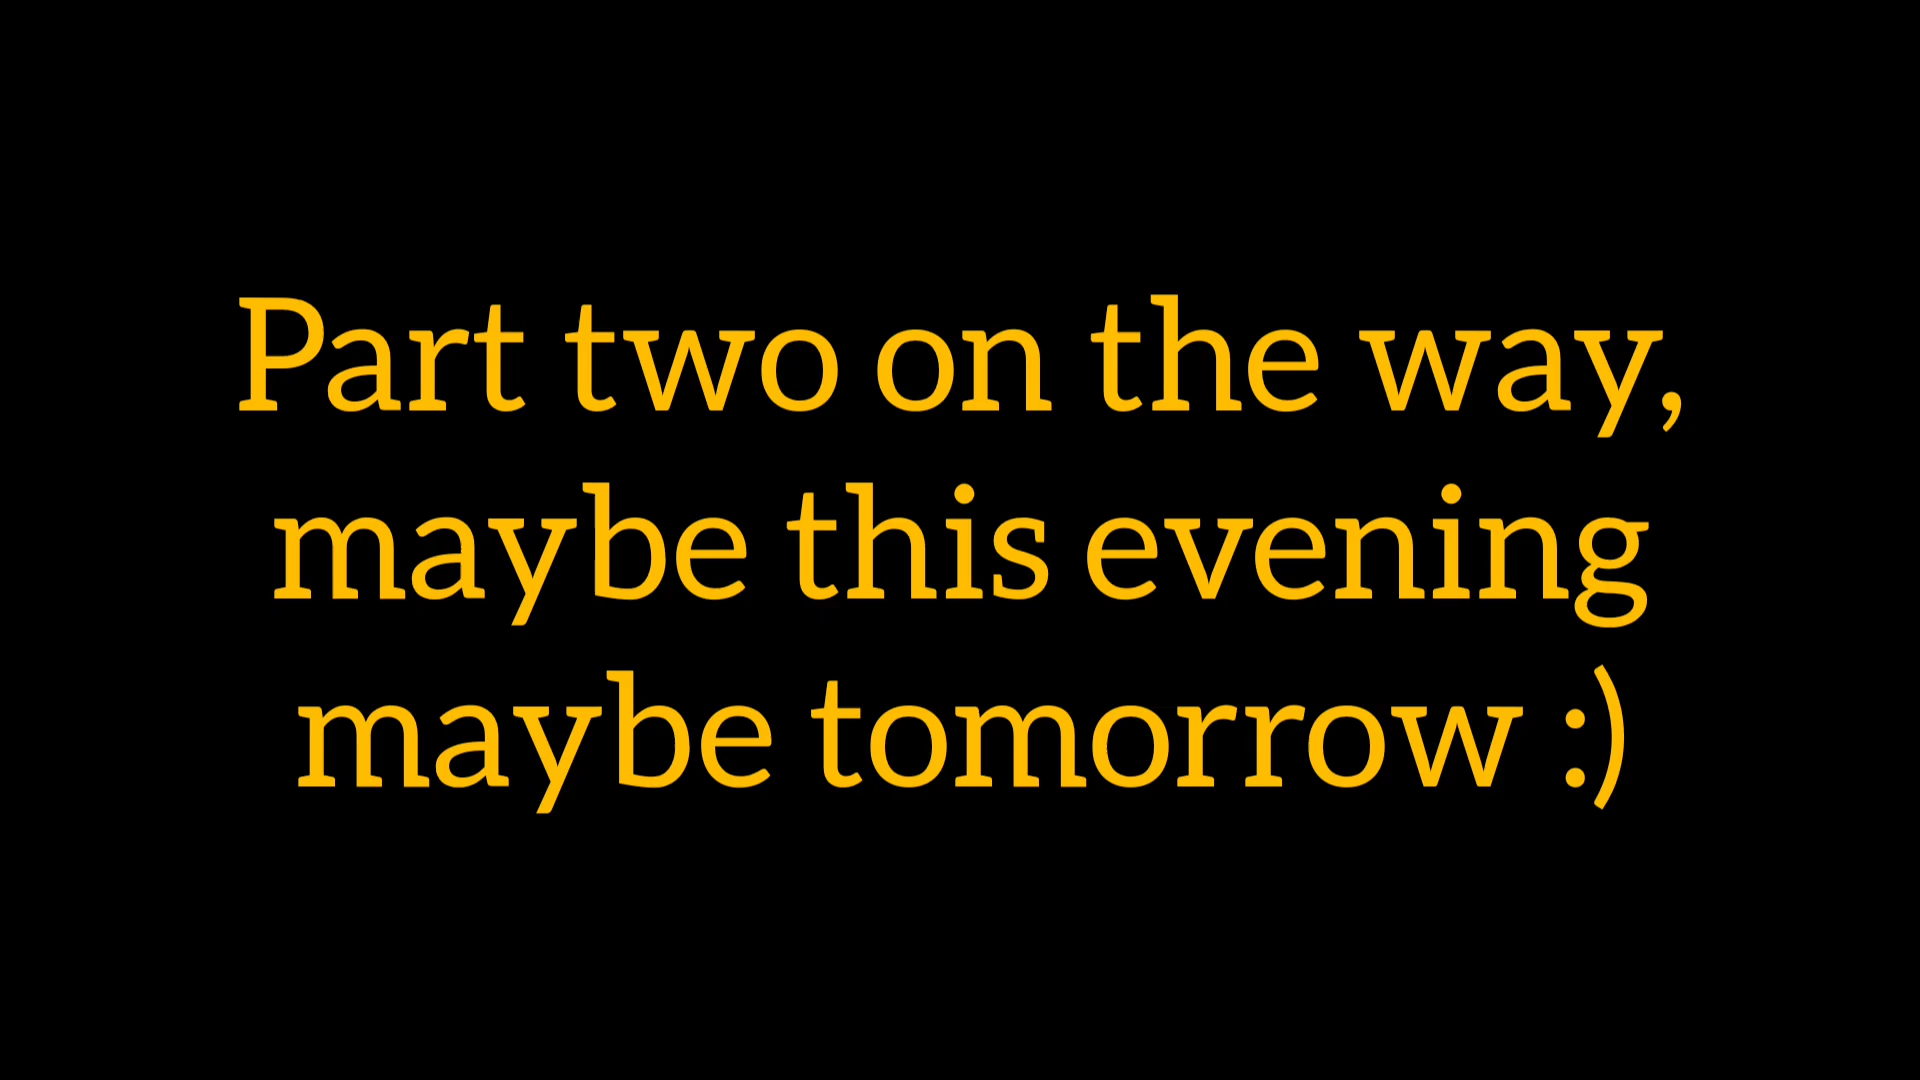 Part two on the way,
maybe this evening
maybe tomorrow :)